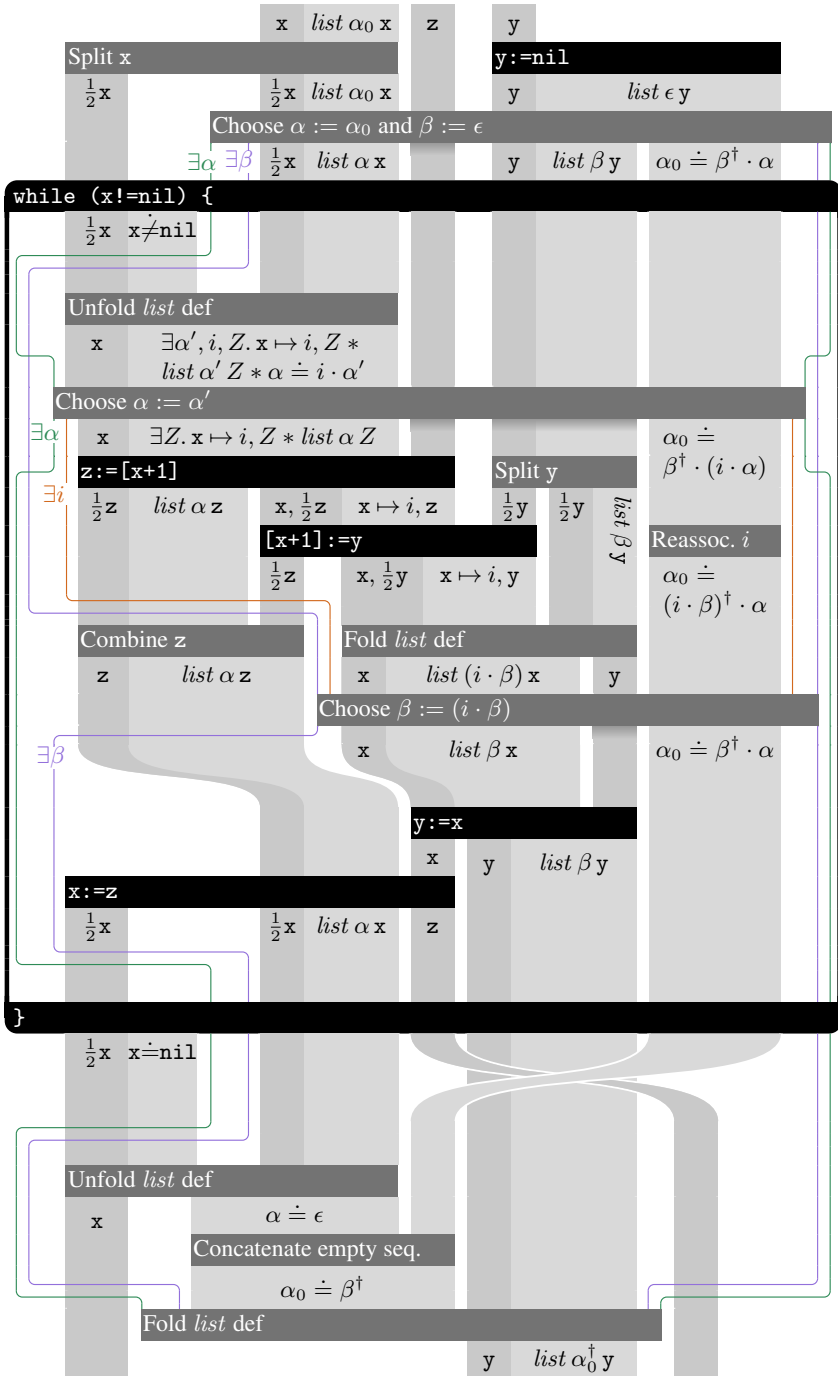 x list α₀ x z y
Split x y:=nil
½x ½x list α₀ x y list ϵ y
Choose α := α₀ and β := ϵ
∃α ∃β ½x list α x y list β y α₀ ≐ β† · α
while (x!=nil) {
½x x≠̇nil
Unfold list def
x ∃α′, i, Z. x ↦ i, Z ∗
list α′ Z ∗ α ≐ i · α′
Choose α := α′
∃α x ∃Z. x ↦ i, Z ∗ list α Z α₀ ≐
β† · (i · α)
z:=[x+1] Split y
∃i ½z list α z x, ½z x ↦ i, z ½y ½y list β y
[x+1]:=y Reassoc. i
½z x, ½y x ↦ i, y α₀ ≐
(i · β)† · α
Combine z Fold list def
z list α z x list (i · β) x y
Choose β := (i · β)
∃β x list β x α₀ ≐ β† · α
y:=x
x y list β y
x:=z
½x ½x list α x z
}
½x x≐nil
Unfold list def
x α ≐ ϵ
Concatenate empty seq.
α₀ ≐ β†
Fold list def
y list α₀† y